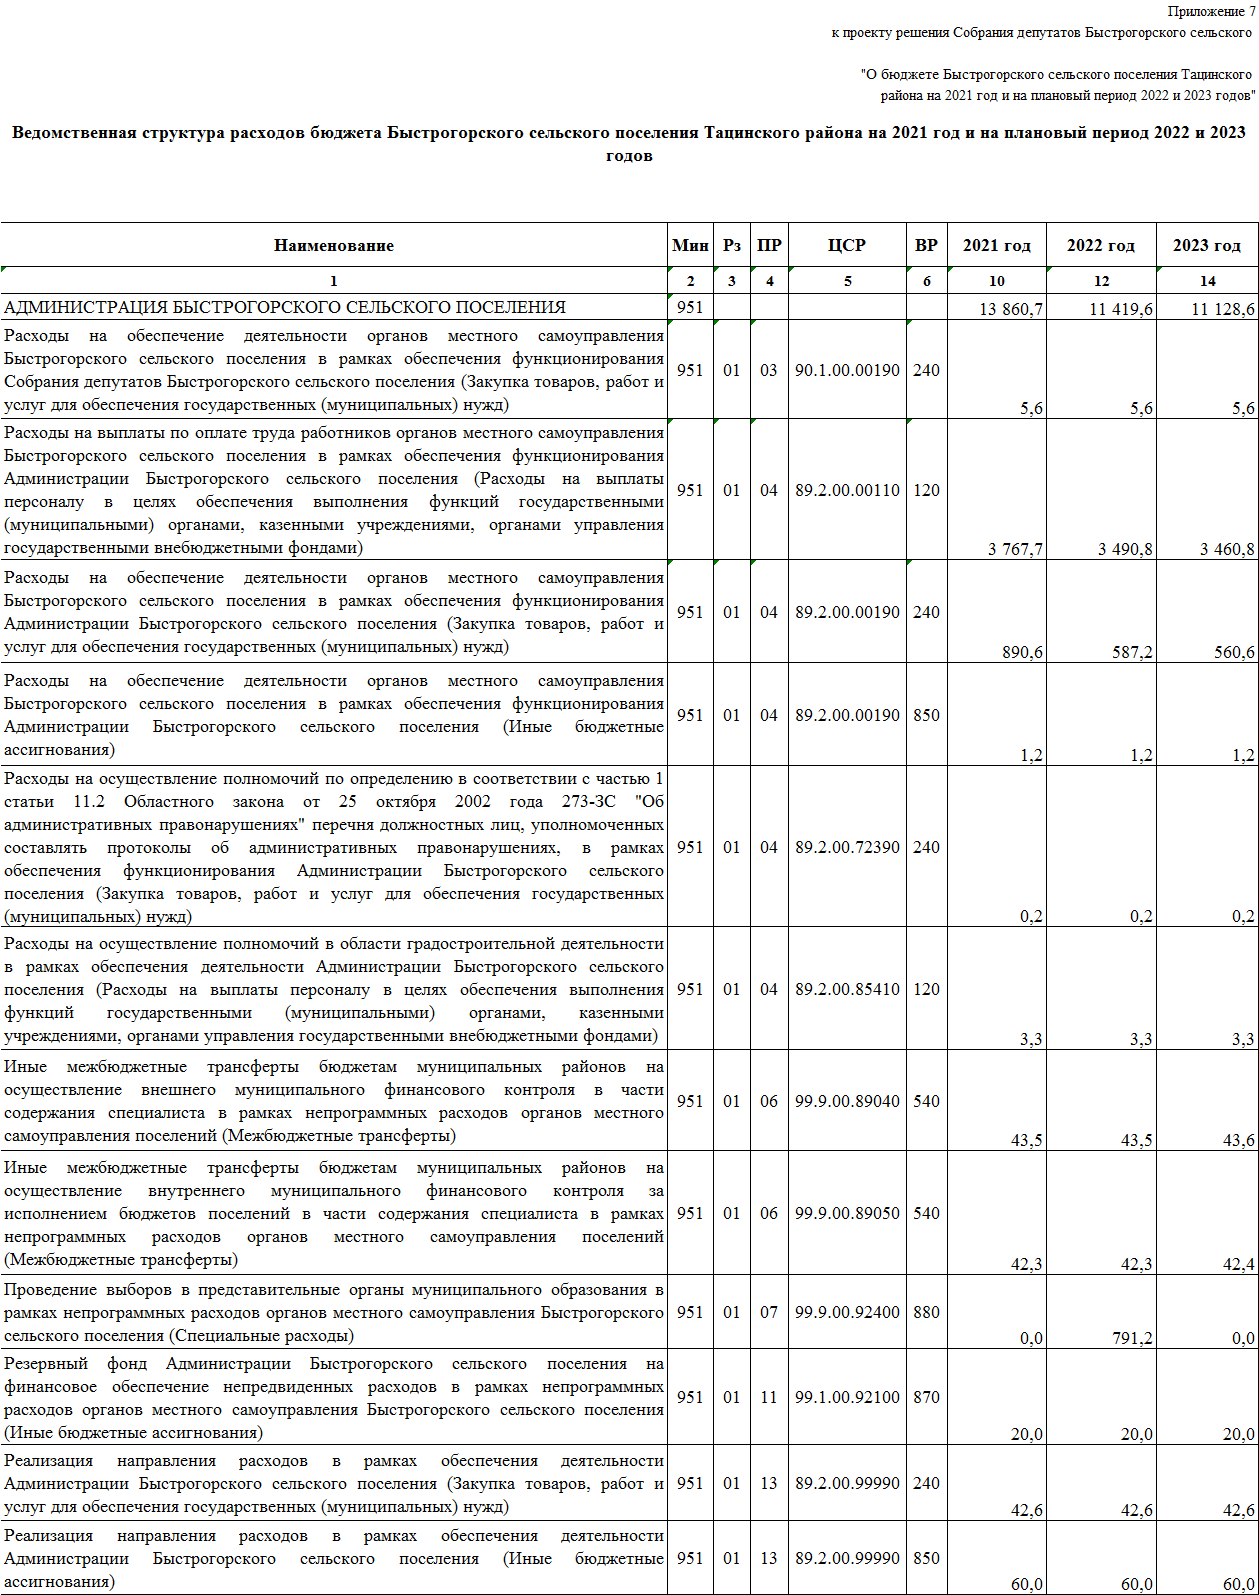 Приложение 7
к проекту решения Собрания депутатов Быстрогорского сельского
"О бюджете Быстрогорского сельского поселения Тацинского
района на 2021 год и на плановый период 2022 и 2023 годов"
Ведомственная структура расходов бюджета Быстрогорского сельского поселения Тацинского района на 2021 год и на плановый период 2022 и 2023
годов
Наименование Мин Рз ПР ЦСР ВР 2021 год 2022 год 2023 год
1 2 3 4 5 6 10 12 14
АДМИНИСТРАЦИЯ БЫСТРОГОРСКОГО СЕЛЬСКОГО ПОСЕЛЕНИЯ 951 13 860,7 11 419,6 11 128,6
Расходы на обеспечение деятельности органов местного самоуправления
Быстрогорского сельского поселения в рамках обеспечения функционирования
Собрания депутатов Быстрогорского сельского поселения (Закупка товаров, работ и
услуг для обеспечения государственных (муниципальных) нужд)
951 01 03 90.1.00.00190 240 5,6 5,6 5,6
Расходы на выплаты по оплате труда работников органов местного самоуправления
Быстрогорского сельского поселения в рамках обеспечения функционирования
Администрации Быстрогорского сельского поселения (Расходы на выплаты
персоналу в целях обеспечения выполнения функций государственными
(муниципальными) органами, казенными учреждениями, органами управления
государственными внебюджетными фондами)
951 01 04 89.2.00.00110 120 3 767,7 3 490,8 3 460,8
Расходы на обеспечение деятельности органов местного самоуправления
Быстрогорского сельского поселения в рамках обеспечения функционирования
Администрации Быстрогорского сельского поселения (Закупка товаров, работ и
услуг для обеспечения государственных (муниципальных) нужд)
951 01 04 89.2.00.00190 240 890,6 587,2 560,6
Расходы на обеспечение деятельности органов местного самоуправления
Быстрогорского сельского поселения в рамках обеспечения функционирования
Администрации Быстрогорского сельского поселения (Иные бюджетные
ассигнования)
951 01 04 89.2.00.00190 850 1,2 1,2 1,2
Расходы на осуществление полномочий по определению в соответствии с частью 1
статьи 11.2 Областного закона от 25 октября 2002 года 273-ЗС "Об
административных правонарушениях" перечня должностных лиц, уполномоченных
составлять протоколы об административных правонарушениях, в рамках
обеспечения функционирования Администрации Быстрогорского сельского
поселения (Закупка товаров, работ и услуг для обеспечения государственных
(муниципальных) нужд)
951 01 04 89.2.00.72390 240 0,2 0,2 0,2
Расходы на осуществление полномочий в области градостроительной деятельности
в рамках обеспечения деятельности Администрации Быстрогорского сельского
поселения (Расходы на выплаты персоналу в целях обеспечения выполнения
функций государственными (муниципальными) органами, казенными
учреждениями, органами управления государственными внебюджетными фондами)
951 01 04 89.2.00.85410 120 3,3 3,3 3,3
Иные межбюджетные трансферты бюджетам муниципальных районов на
осуществление внешнего муниципального финансового контроля в части
содержания специалиста в рамках непрограммных расходов органов местного
самоуправления поселений (Межбюджетные трансферты)
951 01 06 99.9.00.89040 540 43,5 43,5 43,6
Иные межбюджетные трансферты бюджетам муниципальных районов на
осуществление внутреннего муниципального финансового контроля за
исполнением бюджетов поселений в части содержания специалиста в рамках
непрограммных расходов органов местного самоуправления поселений
(Межбюджетные трансферты)
951 01 06 99.9.00.89050 540 42,3 42,3 42,4
Проведение выборов в представительные органы муниципального образования в
рамках непрограммных расходов органов местного самоуправления Быстрогорского
сельского поселения (Специальные расходы)
951 01 07 99.9.00.92400 880 0,0 791,2 0,0
Резервный фонд Администрации Быстрогорского сельского поселения на
финансовое обеспечение непредвиденных расходов в рамках непрограммных
расходов органов местного самоуправления Быстрогорского сельского поселения
(Иные бюджетные ассигнования)
951 01 11 99.1.00.92100 870 20,0 20,0 20,0
Реализация направления расходов в рамках обеспечения деятельности
Администрации Быстрогорского сельского поселения (Закупка товаров, работ и
услуг для обеспечения государственных (муниципальных) нужд)
951 01 13 89.2.00.99990 240 42,6 42,6 42,6
Реализация направления расходов в рамках обеспечения деятельности
Администрации Быстрогорского сельского поселения (Иные бюджетные
ассигнования)
951 01 13 89.2.00.99990 850 60,0 60,0 60,0